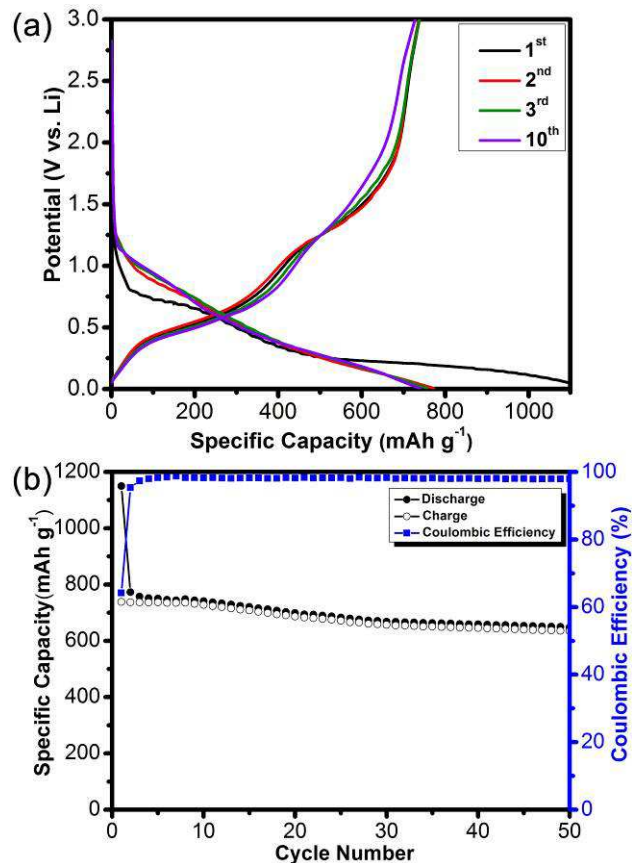 (a)
3.0
2.5
2.0
1.5
1.0
0.5
0.0
Potential (V vs. Li)
1st
2nd
3rd
10th
0 200 400 600 800 1000
Specific Capacity (mAh g-1)
(b)
1200
1000
800
600
400
200
0
Specific Capacity(mAh g-1)
Discharge
Charge
Coulombic Efficiency
100
80
60
40
20
0
Coulombic Efficiency (%)
0 10 20 30 40 50
Cycle Number